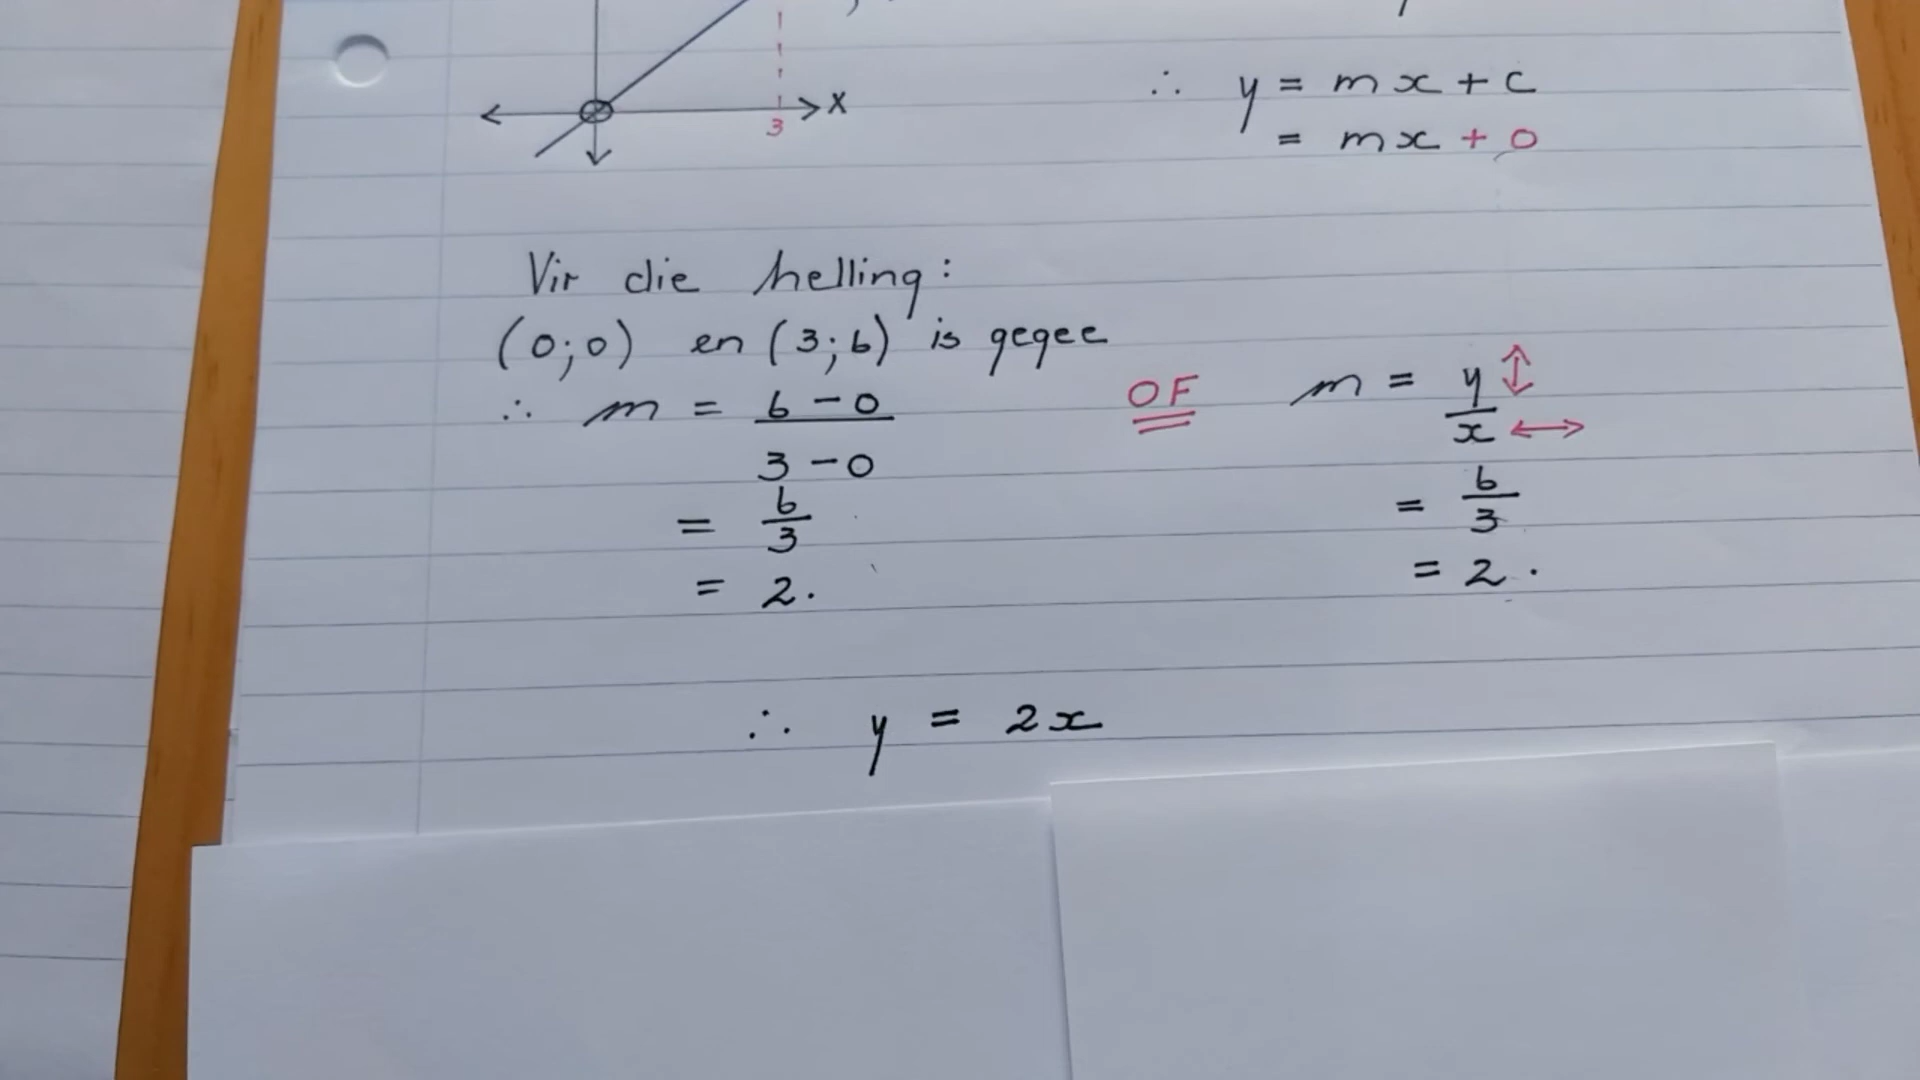 X
3
∴ y = mx + c
= mx + 0
Vir die helling:
(0;0) en (3;6) is gegee
∴ m = 6 - 0
3 - 0
= 6
3
= 2.
OF
m = y ↕
x ↔
= 6
3
= 2.
∴ y = 2x